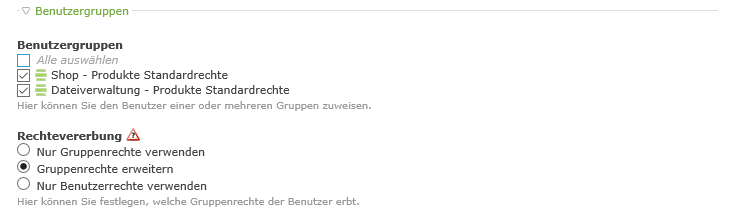 Benutzergruppen
Benutzergruppen
Alle auswählen
Shop - Produkte Standardrechte
Dateiverwaltung - Produkte Standardrechte
Hier können Sie den Benutzer einer oder mehreren Gruppen zuweisen.
Rechtevererbung ?
Nur Gruppenrechte verwenden
Gruppenrechte erweitern
Nur Benutzerrechte verwenden
Hier können Sie festlegen, welche Gruppenrechte der Benutzer erbt.